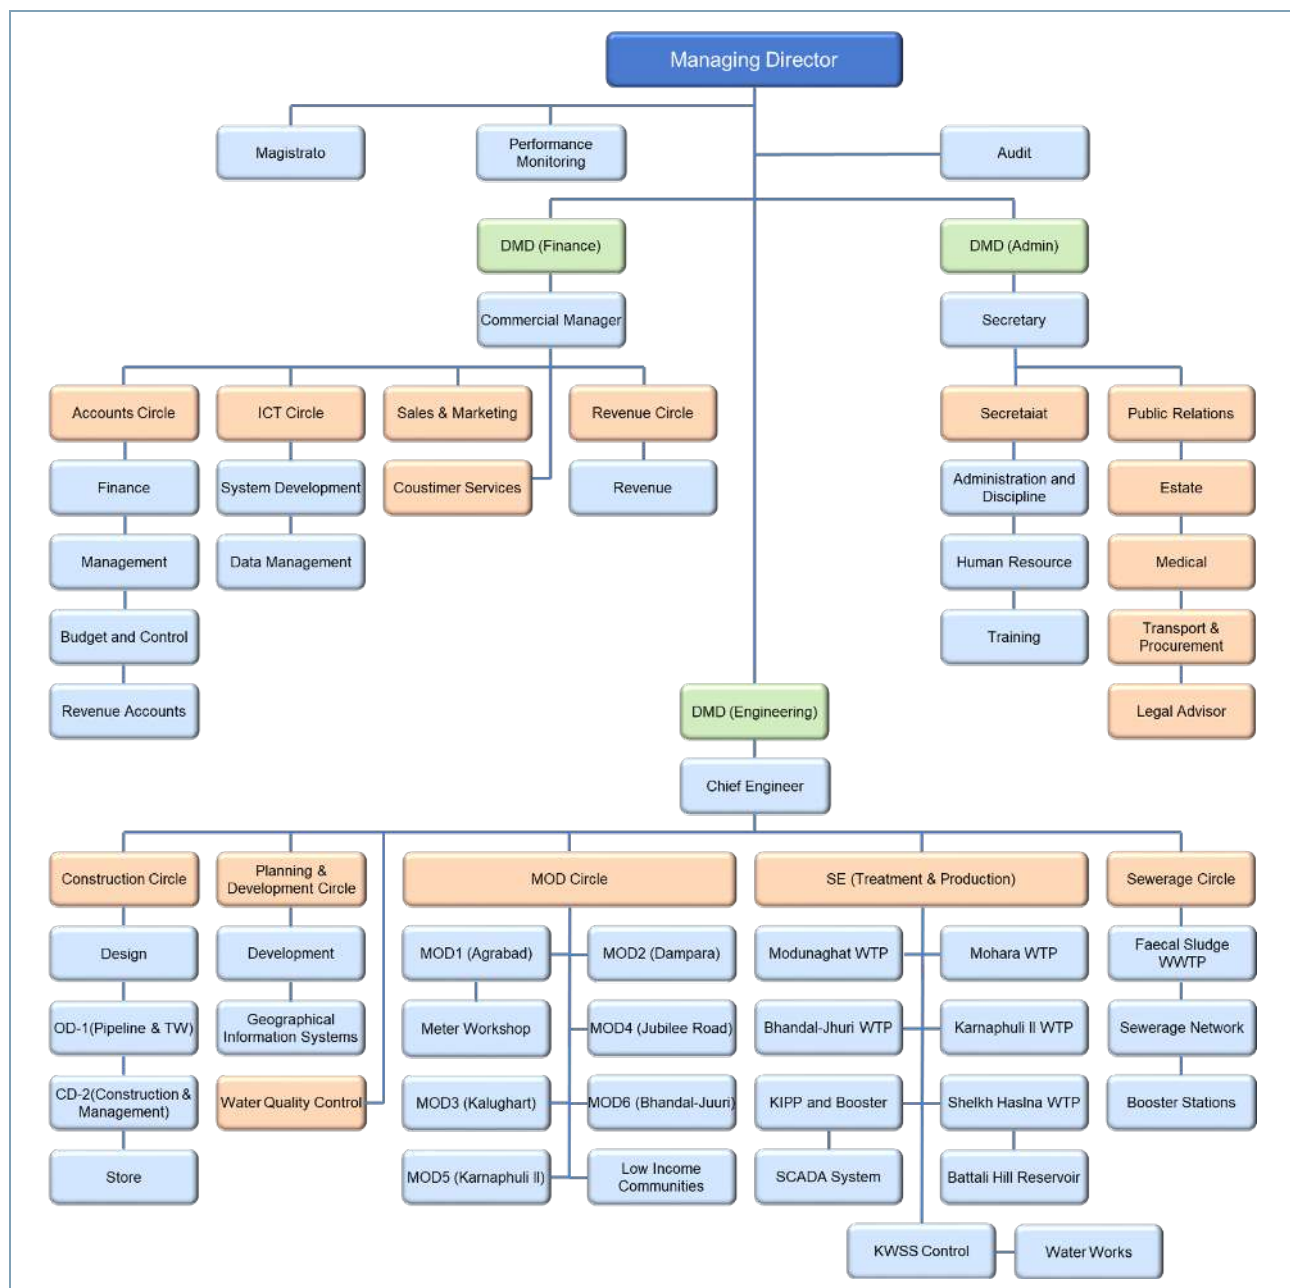 Managing Director
Magistrato
Performance
Monitoring
Audit
DMD (Finance)
DMD (Admin)
Commercial Manager
Secretary
Accounts Circle
ICT Circle
Sales & Marketing
Revenue Circle
Secretaiat
Public Relations
Finance
System Development
Coustimer Services
Revenue
Administration and
Discipline
Estate
Management
Data Management
Human Resource
Medical
Budget and Control
Training
Transport &
Procurement
Revenue Accounts
DMD (Engineering)
Legal Advisor
Chief Engineer
Construction Circle
Planning &
Development Circle
MOD Circle
SE (Treatment & Production)
Sewerage Circle
Design
Development
MOD1 (Agrabad)
MOD2 (Dampara)
Modunaghat WTP
Mohara WTP
Faecal Sludge
WWTP
OD-1(Pipeline & TW)
Geographical
Information Systems
Meter Workshop
MOD4 (Jubilee Road)
Bhandal-Jhuri WTP
Karnaphuli II WTP
Sewerage Network
CD-2(Construction &
Management)
Water Quality Control
MOD3 (Kalughart)
MOD6 (Bhandal-Juuri)
KIPP and Booster
Sheikh Haslna WTP
Booster Stations
Store
MOD5 (Karnaphuli II)
Low Income
Communities
SCADA System
Battali Hill Reservoir
KWSS Control
Water Works